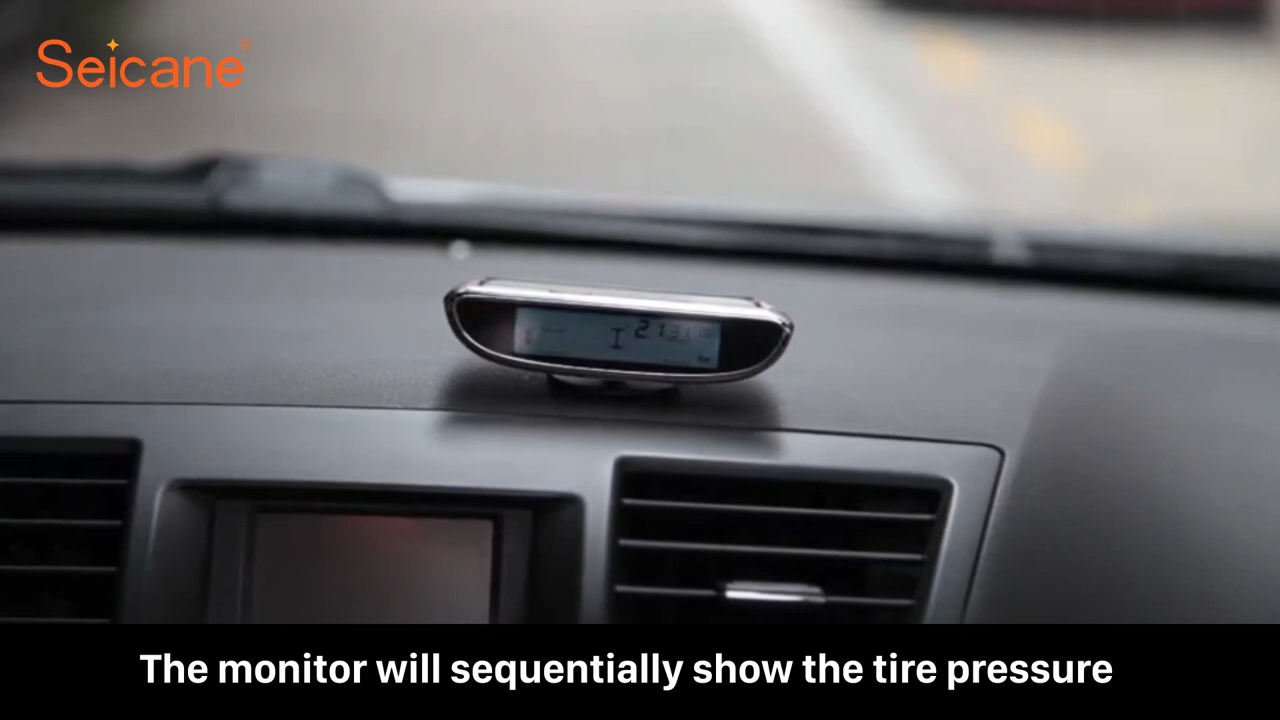 Seicane
The monitor will sequentially show the tire pressure